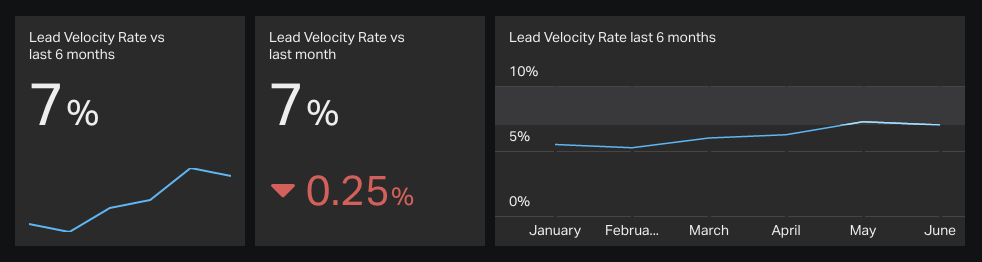 Lead Velocity Rate vs
last 6 months
7%
Lead Velocity Rate vs
last month
7%
0.25%
Lead Velocity Rate last 6 months
10%
5%
0%
January Februa... March April May June